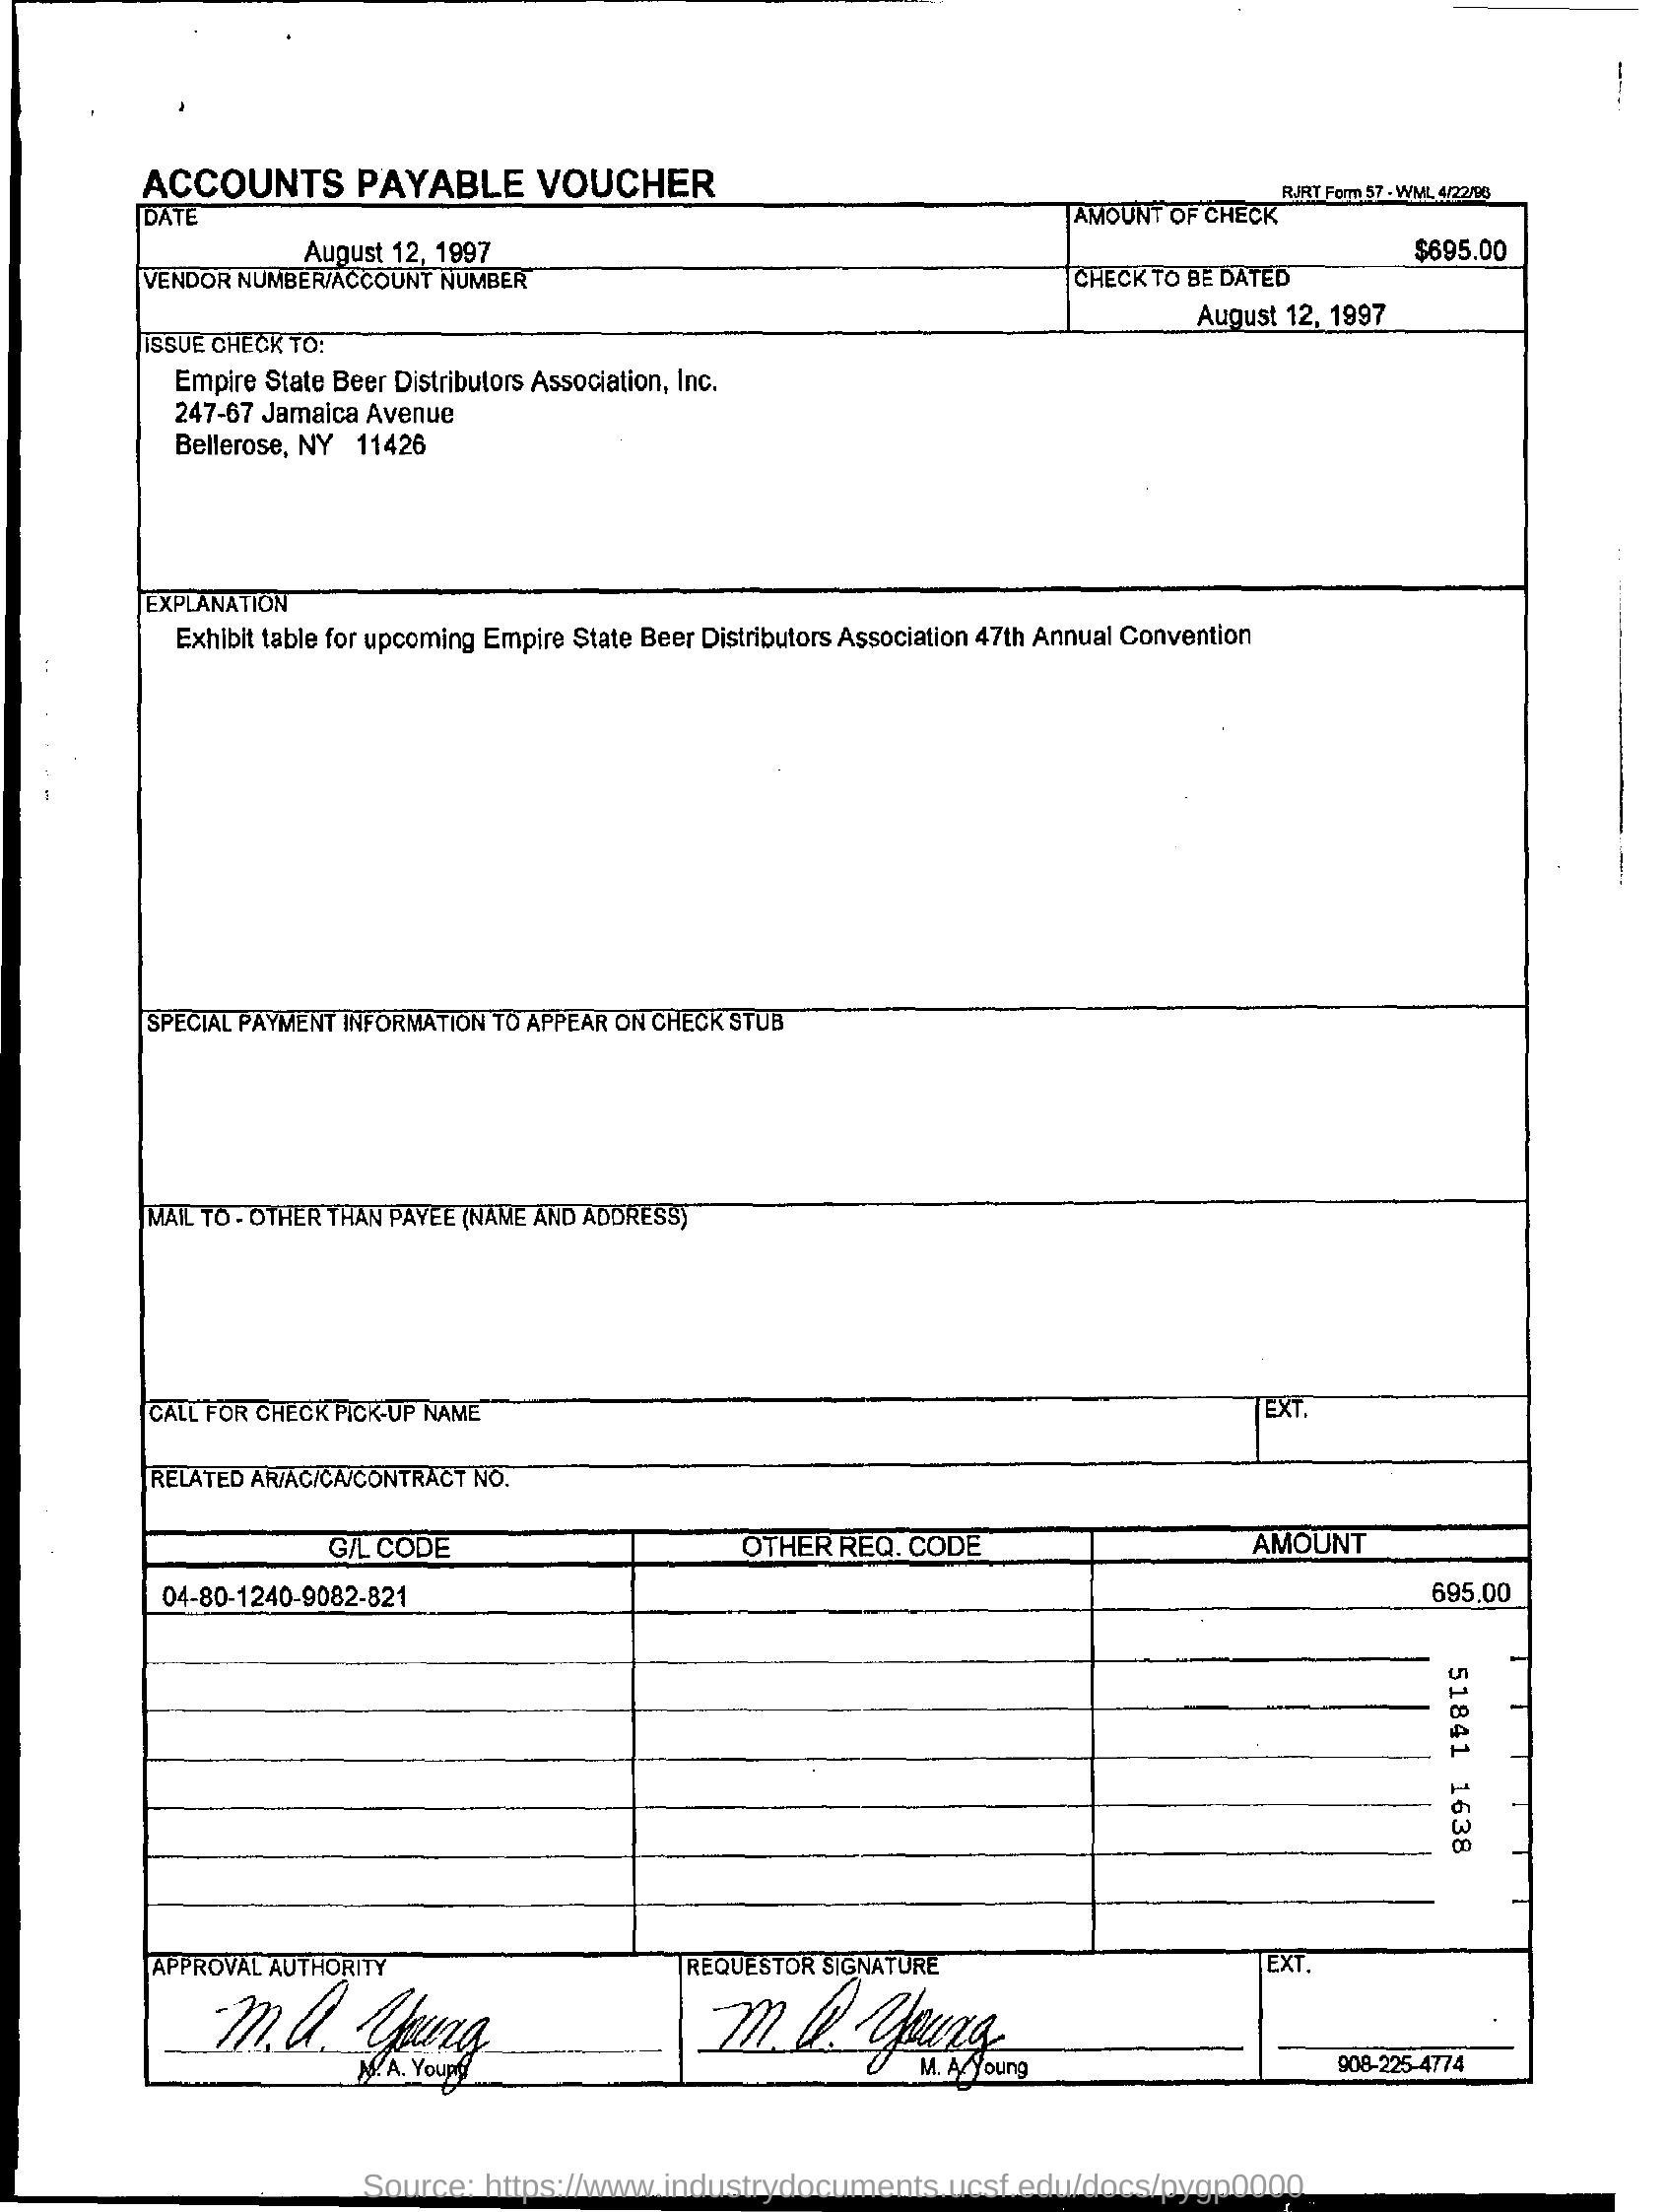 ACCOUNTS PAYABLE VOUCHER
RJRT Form 57 - WML 4/22/96
DATE
August 12, 1997
AMOUNT OF CHECK
$695.00
VENDOR NUMBER/ACCOUNT NUMBER
CHECK TO BE DATED
August 12, 1997
ISSUE CHECK TO:
Empire State Beer Distributors Association, Inc.
247-67 Jamaica Avenue
Bellerose, NY 11426
EXPLANATION
Exhibit table for upcoming Empire State Beer Distributors Association 47th Annual Convention
SPECIAL PAYMENT INFORMATION TO APPEAR ON CHECK STUB
MAIL TO - OTHER THAN PAYEE (NAME AND ADDRESS)
CALL FOR CHECK PICK-UP NAME
EXT.
RELATED AR/AC/CA/CONTRACT NO.
G/L CODE OTHER REQ. CODE AMOUNT
04-80-1240-9082-821 695.00
51841 1638
APPROVAL AUTHORITY
M. A. Young
M. A. Young
REQUESTOR SIGNATURE
M. A. Young
M. A. Young
EXT.
908-225-4774
Source: https://www.industrydocuments.ucsf.edu/docs/pygp0000